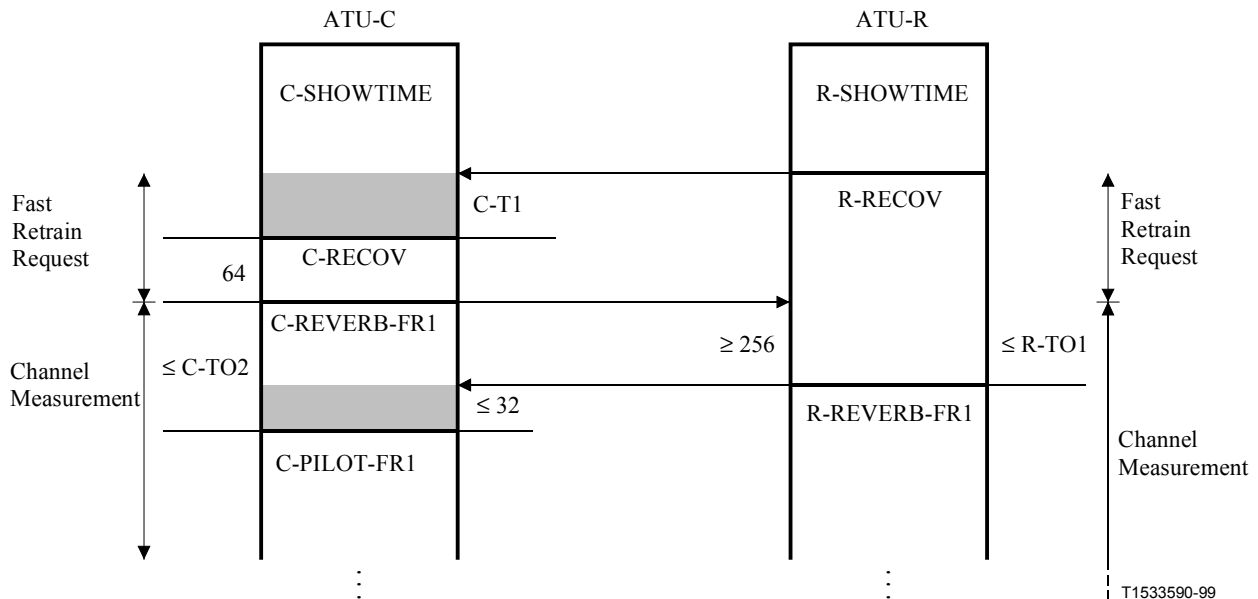 ATU-C
ATU-R
C-SHOWTIME
R-SHOWTIME
Fast
Retrain
Request
C-T1
R-RECOV
Fast
Retrain
Request
C-RECOV
64
C-REVERB-FR1
≤ C-TO2
≥ 256
≤ R-TO1
Channel
Measurement
≤ 32
R-REVERB-FR1
C-PILOT-FR1
Channel
Measurement
T1533590-99